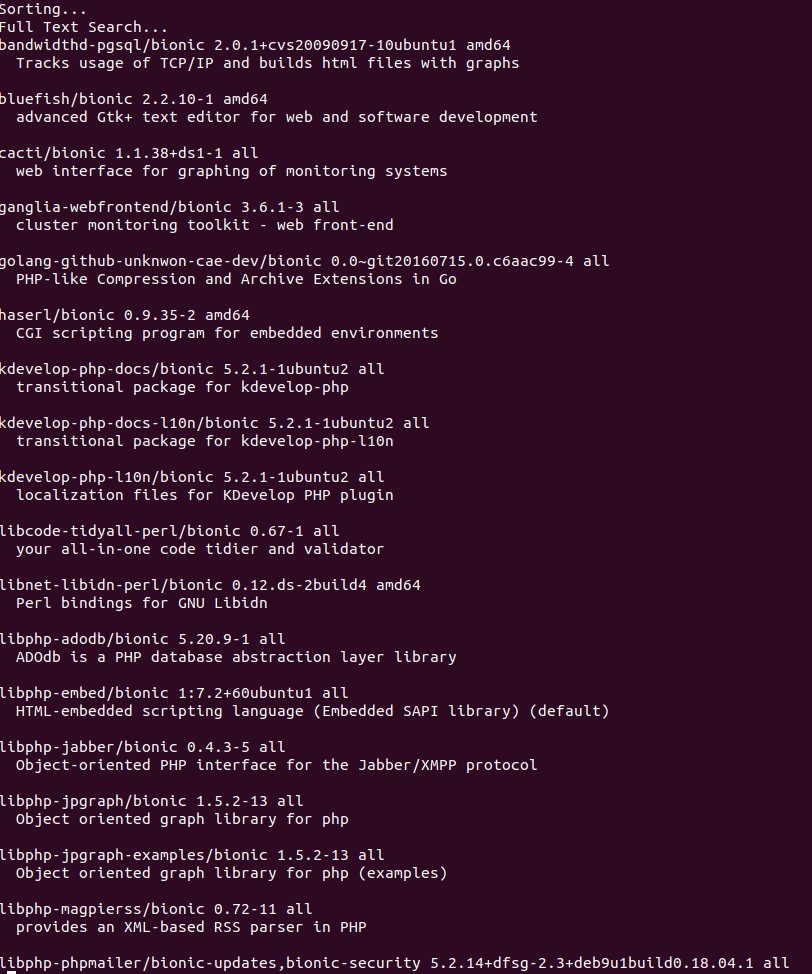 Sorting...
Full Text Search...
bandwidthd-pgsql/bionic 2.0.1+cvs20090917-10ubuntu1 amd64
Tracks usage of TCP/IP and builds html files with graphs
bluefish/bionic 2.2.10-1 amd64
advanced Gtk+ text editor for web and software development
cacti/bionic 1.1.38+ds1-1 all
web interface for graphing of monitoring systems
ganglia-webfrontend/bionic 3.6.1-3 all
cluster monitoring toolkit - web front-end
golang-github-unknwon-cae-dev/bionic 0.0~git20160715.0.c6aac99-4 all
PHP-like Compression and Archive Extensions in Go
haserl/bionic 0.9.35-2 amd64
CGI scripting program for embedded environments
kdevelop-php-docs/bionic 5.2.1-1ubuntu2 all
transitional package for kdevelop-php
kdevelop-php-docs-l10n/bionic 5.2.1-1ubuntu2 all
transitional package for kdevelop-php-l10n
kdevelop-php-l10n/bionic 5.2.1-1ubuntu2 all
localization files for KDevelop PHP plugin
libcode-tidyall-perl/bionic 0.67-1 all
your all-in-one code tidier and validator
libnet-libidn-perl/bionic 0.12.ds-2build4 amd64
Perl bindings for GNU Libidn
libphp-adodb/bionic 5.20.9-1 all
ADOdb is a PHP database abstraction layer library
libphp-embed/bionic 1:7.2+60ubuntu1 all
HTML-embedded scripting language (Embedded SAPI library) (default)
libphp-jabber/bionic 0.4.3-5 all
Object-oriented PHP interface for the Jabber/XMPP protocol
libphp-jpgraph/bionic 1.5.2-13 all
Object oriented graph library for php
libphp-jpgraph-examples/bionic 1.5.2-13 all
Object oriented graph library for php (examples)
libphp-magpierss/bionic 0.72-11 all
provides an XML-based RSS parser in PHP
libphp-phpmailer/bionic-updates,bionic-security 5.2.14+dfsg-2.3+deb9u1build0.18.04.1 all